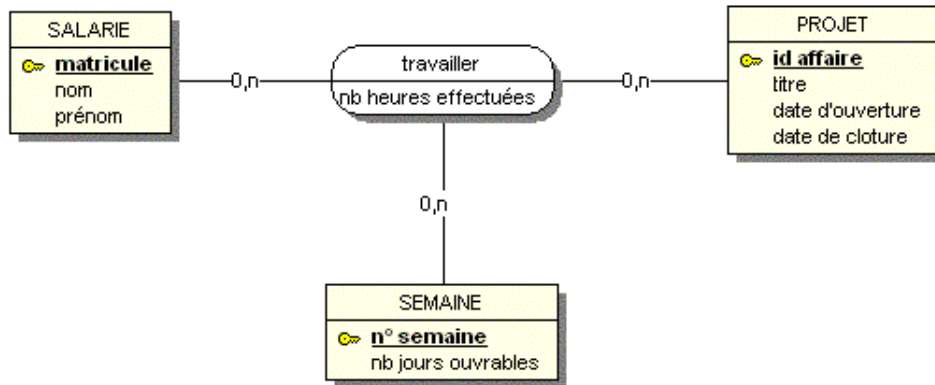 SALARIE
matricule
nom
prénom
0,n
travailler
nb heures effectuées
0,n
PROJET
id affaire
titre
date d'ouverture
date de cloture
0,n
SEMAINE
n° semaine
nb jours ouvrables